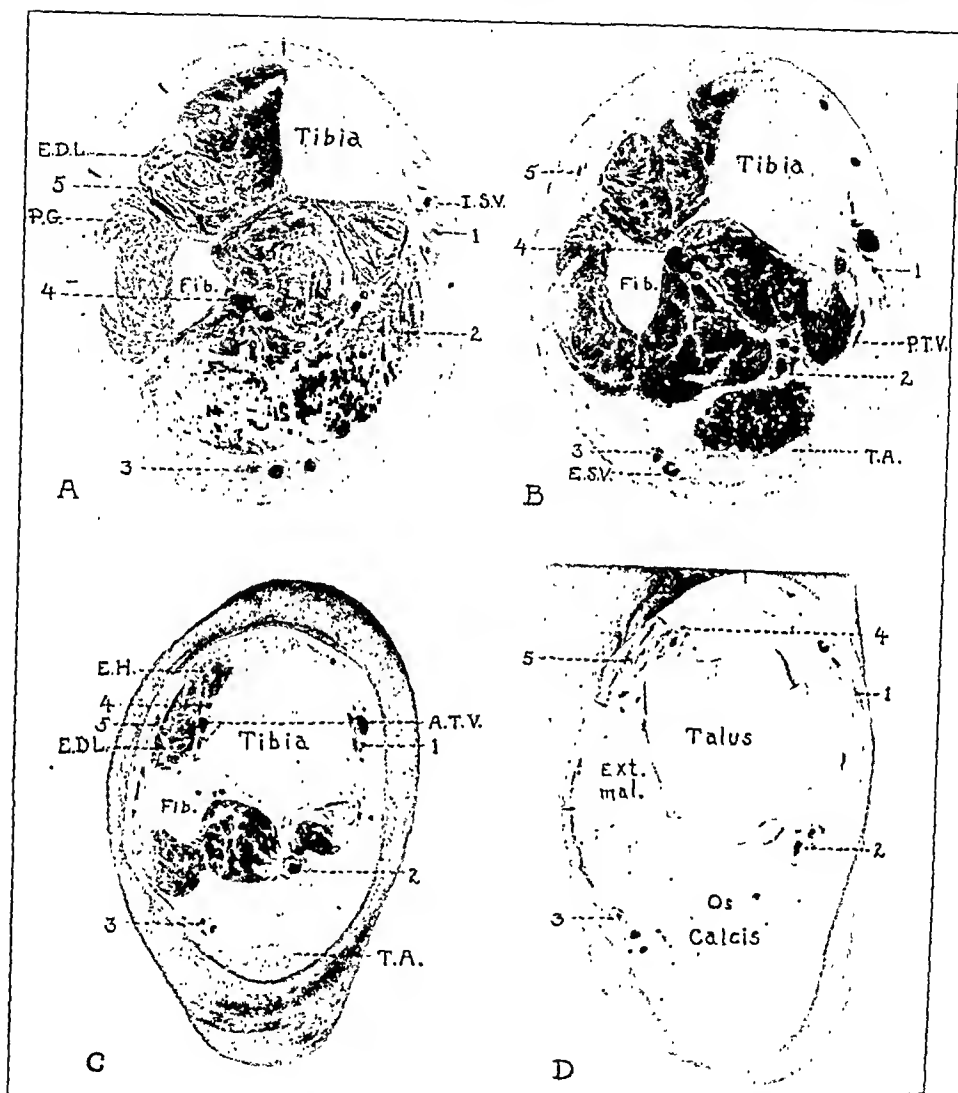 Tibia
E.D.L.
5
P.G.
I.S.V.
1
Fib.
4
2
3
A
Tibia
5
4
Fib.
1
P.T.V.
2
3
T.A.
E.S.V.
B
E.H.
4
5
A.T.V.
E.D.L.
Tibia
1
Fib.
2
3
T.A.
C
4
5
1
Talus
Ext.
mal.
2
3
Os
Calcis
D